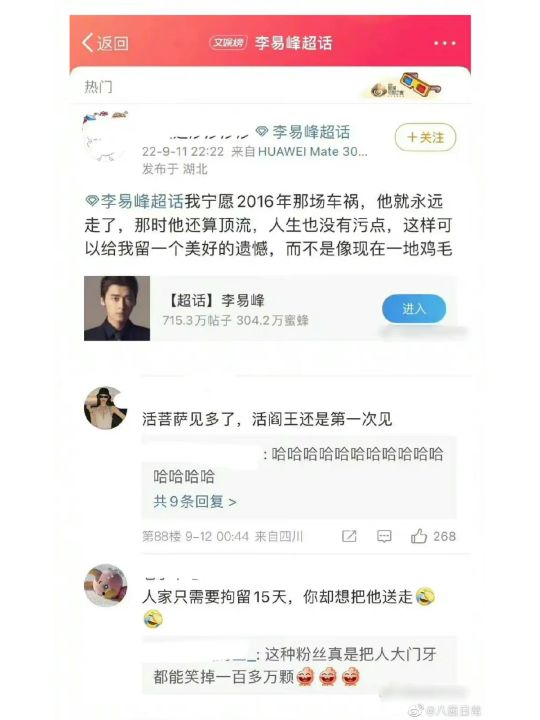 返回
文娱榜 李易峰超话
热门
李易峰超话
22-9-11 22:22 来自HUAWEI Mate 30...
+关注
发布于 湖北
李易峰超话我宁愿2016年那场车祸，他就永远
走了，那时他还算顶流，人生也没有污点，这样可
以给我留一个美好的遗憾，而不是像现在一地鸡毛
【超话】李易峰
715.3万帖子 304.2万蜜蜂
进入
活菩萨见多了，活阎王还是第一次见
: 哈哈哈哈哈哈哈哈哈哈哈
哈哈哈哈
共9条回复 >
第88楼 9-12 00:44 来自四川
268
人家只需要拘留15天，你却想把他送走
: 这种粉丝真是把人大门牙
都能笑掉一百多万颗